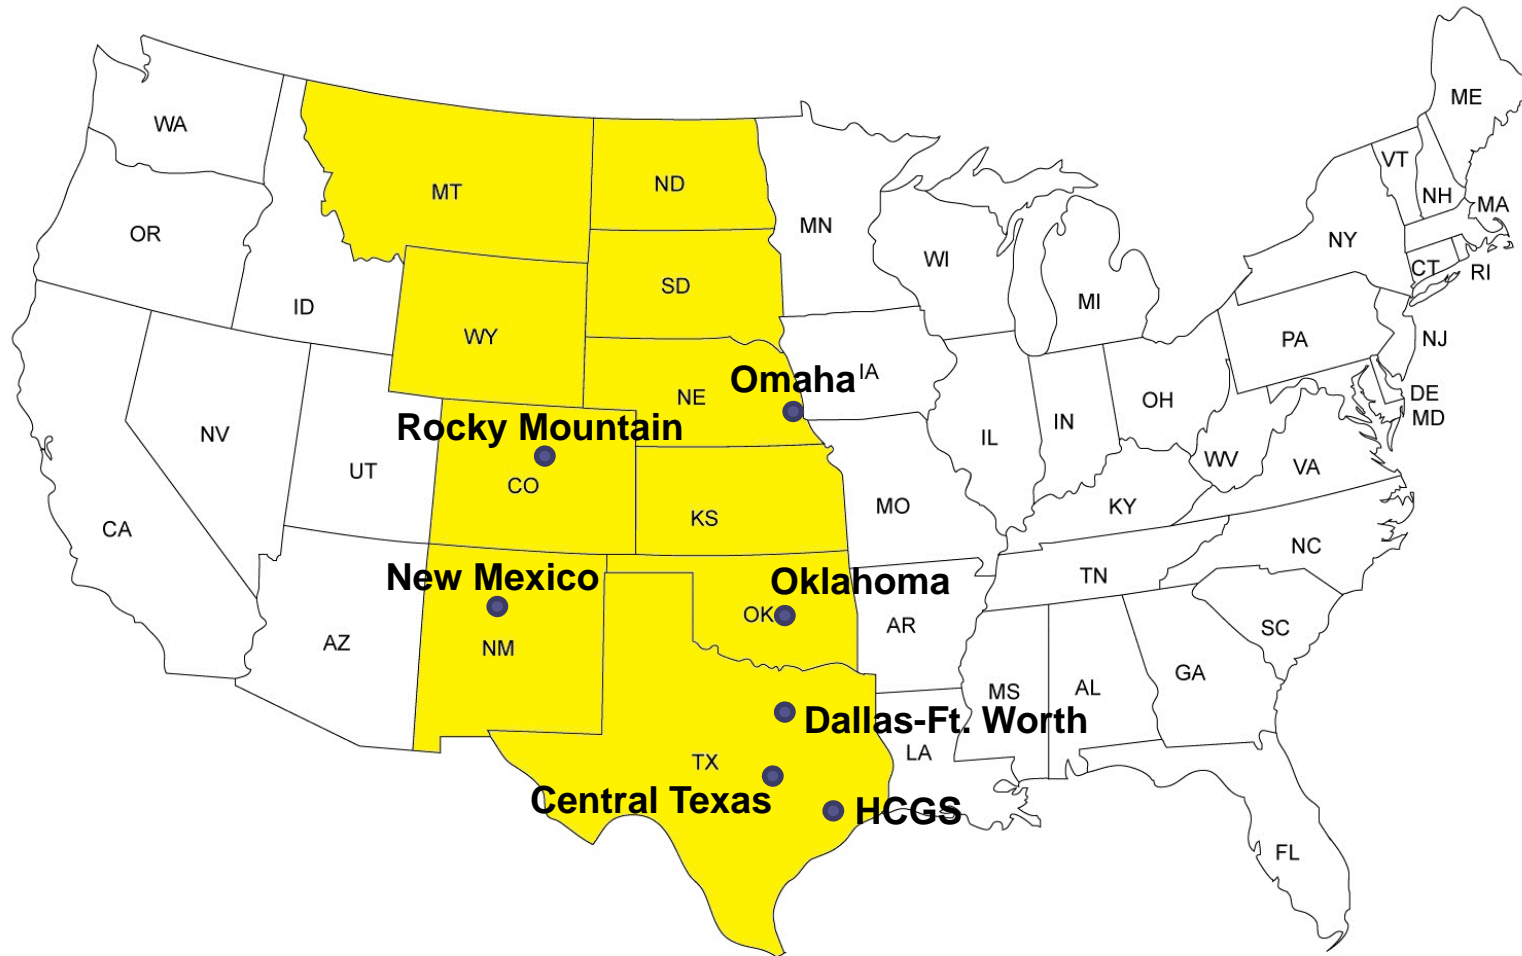 ME
WA
VT
ND
MT
NH
MA
MN
OR
NY
WI
CT
RI
SD
MI
ID
WY
PA
NJ
Omaha
IA
NE
DE
OH
MD
Rocky Mountain
IN
NV
IL
WV
VA
UT
CO
MO
KY
KS
CA
NC
New Mexico
Oklahoma
TN
OK
AR
SC
AZ
NM
GA
MS
AL
Dallas-Ft. Worth
LA
TX
Central Texas
HCGS
FL